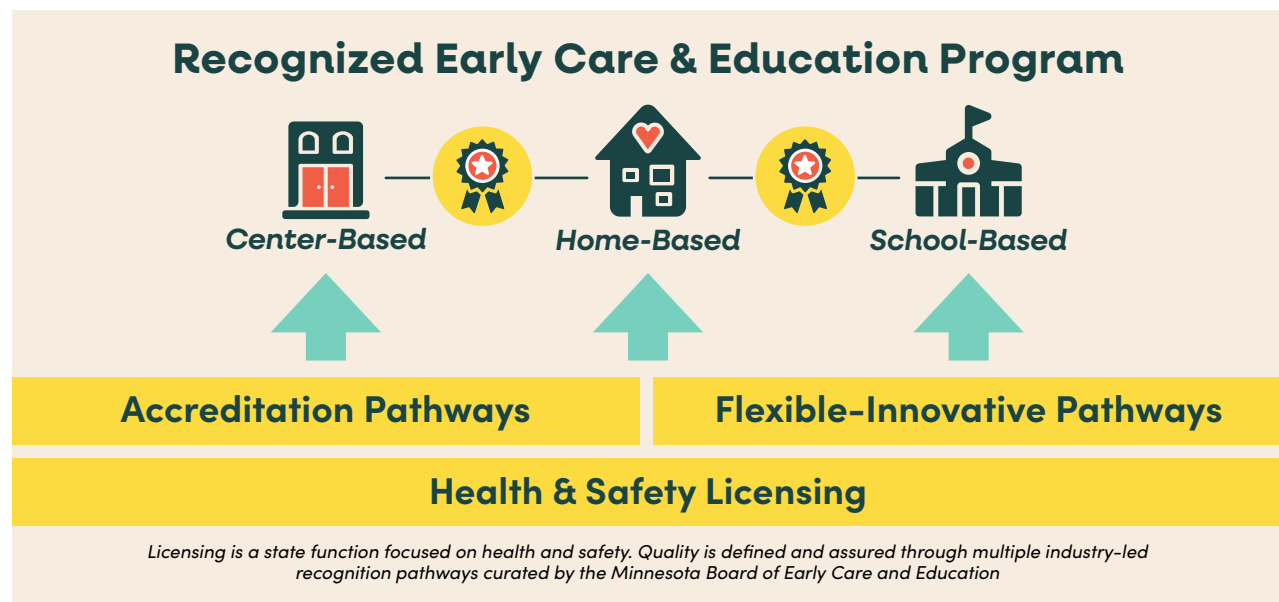 Recognized Early Care & Education Program
Center-Based
Home-Based
School-Based
Accreditation Pathways
Flexible-Innovative Pathways
Health & Safety Licensing
Licensing is a state function focused on health and safety. Quality is defined and assured through multiple industry-led
recognition pathways curated by the Minnesota Board of Early Care and Education